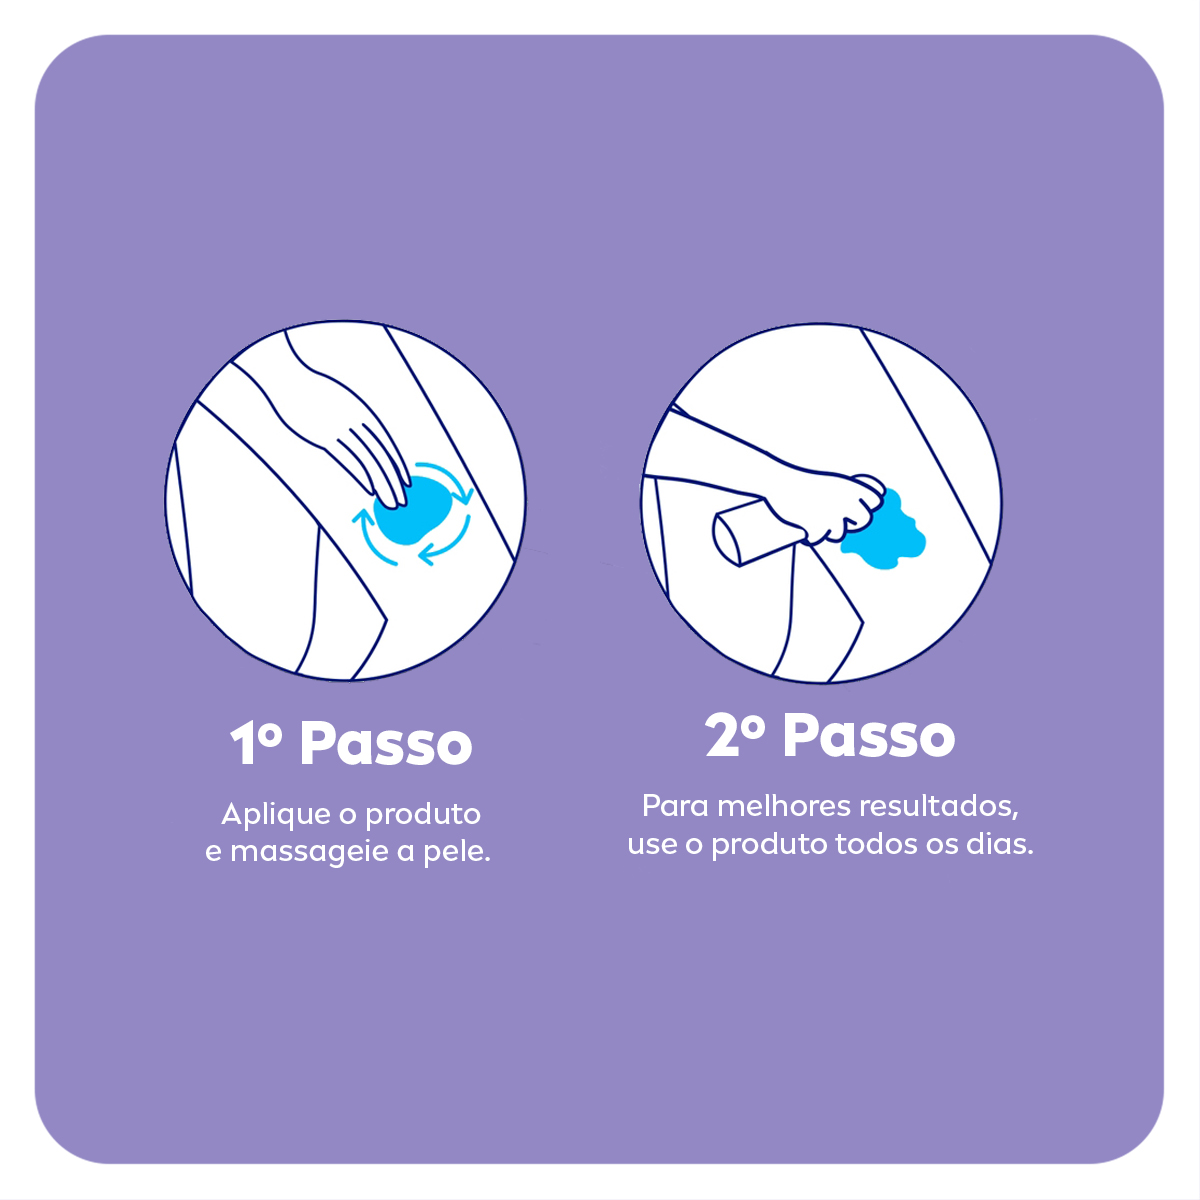 1º Passo
Aplique o produto
e massageie a pele.
2º Passo
Para melhores resultados,
use o produto todos os dias.